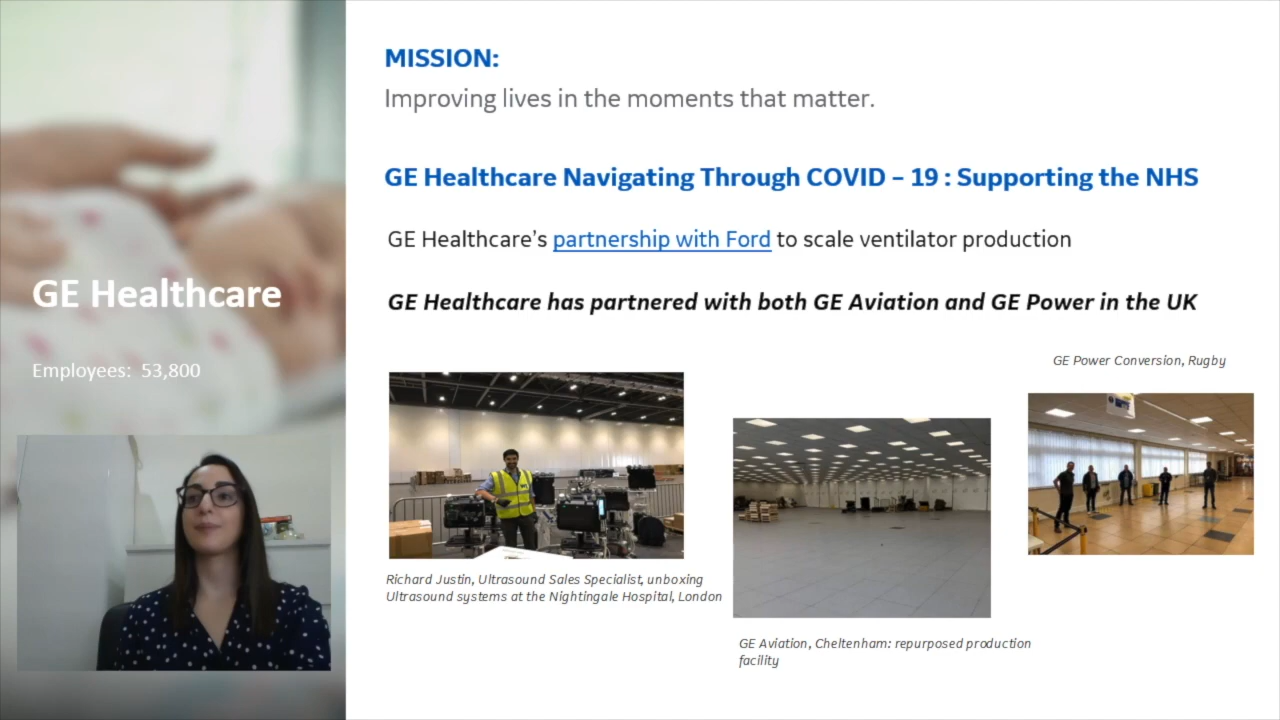 MISSION:
Improving lives in the moments that matter.
GE Healthcare Navigating Through COVID – 19 : Supporting the NHS
GE Healthcare’s partnership with Ford to scale ventilator production
GE Healthcare has partnered with both GE Aviation and GE Power in the UK
GE Healthcare
Employees: 53,800
GE Power Conversion, Rugby
Richard Justin, Ultrasound Sales Specialist, unboxing
Ultrasound systems at the Nightingale Hospital, London
GE Aviation, Cheltenham: repurposed production
facility